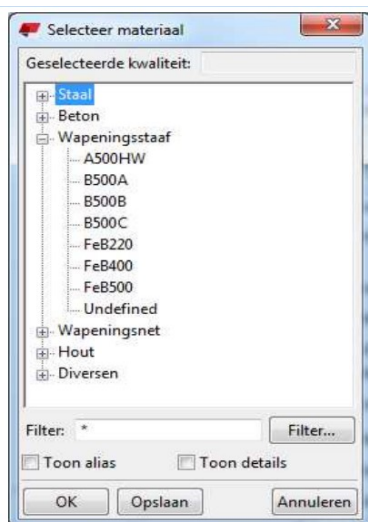 Selecteer materiaal
Geselecteerde kwaliteit:
Staal
Beton
Wapeningsstaaf
A500HW
B500A
B500B
B500C
FeB220
FeB400
FeB500
Undefined
Wapeningsnet
Hout
Diversen
Filter: * Filter...
Toon alias Toon details
OK Opslaan Annuleren